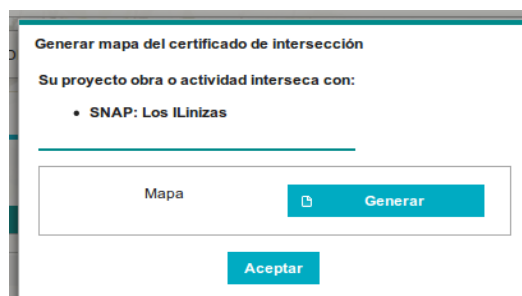 Generar mapa del certificado de intersección
Su proyecto obra o actividad interseca con:
• SNAP: Los ILinizas
Mapa
Generar
Aceptar